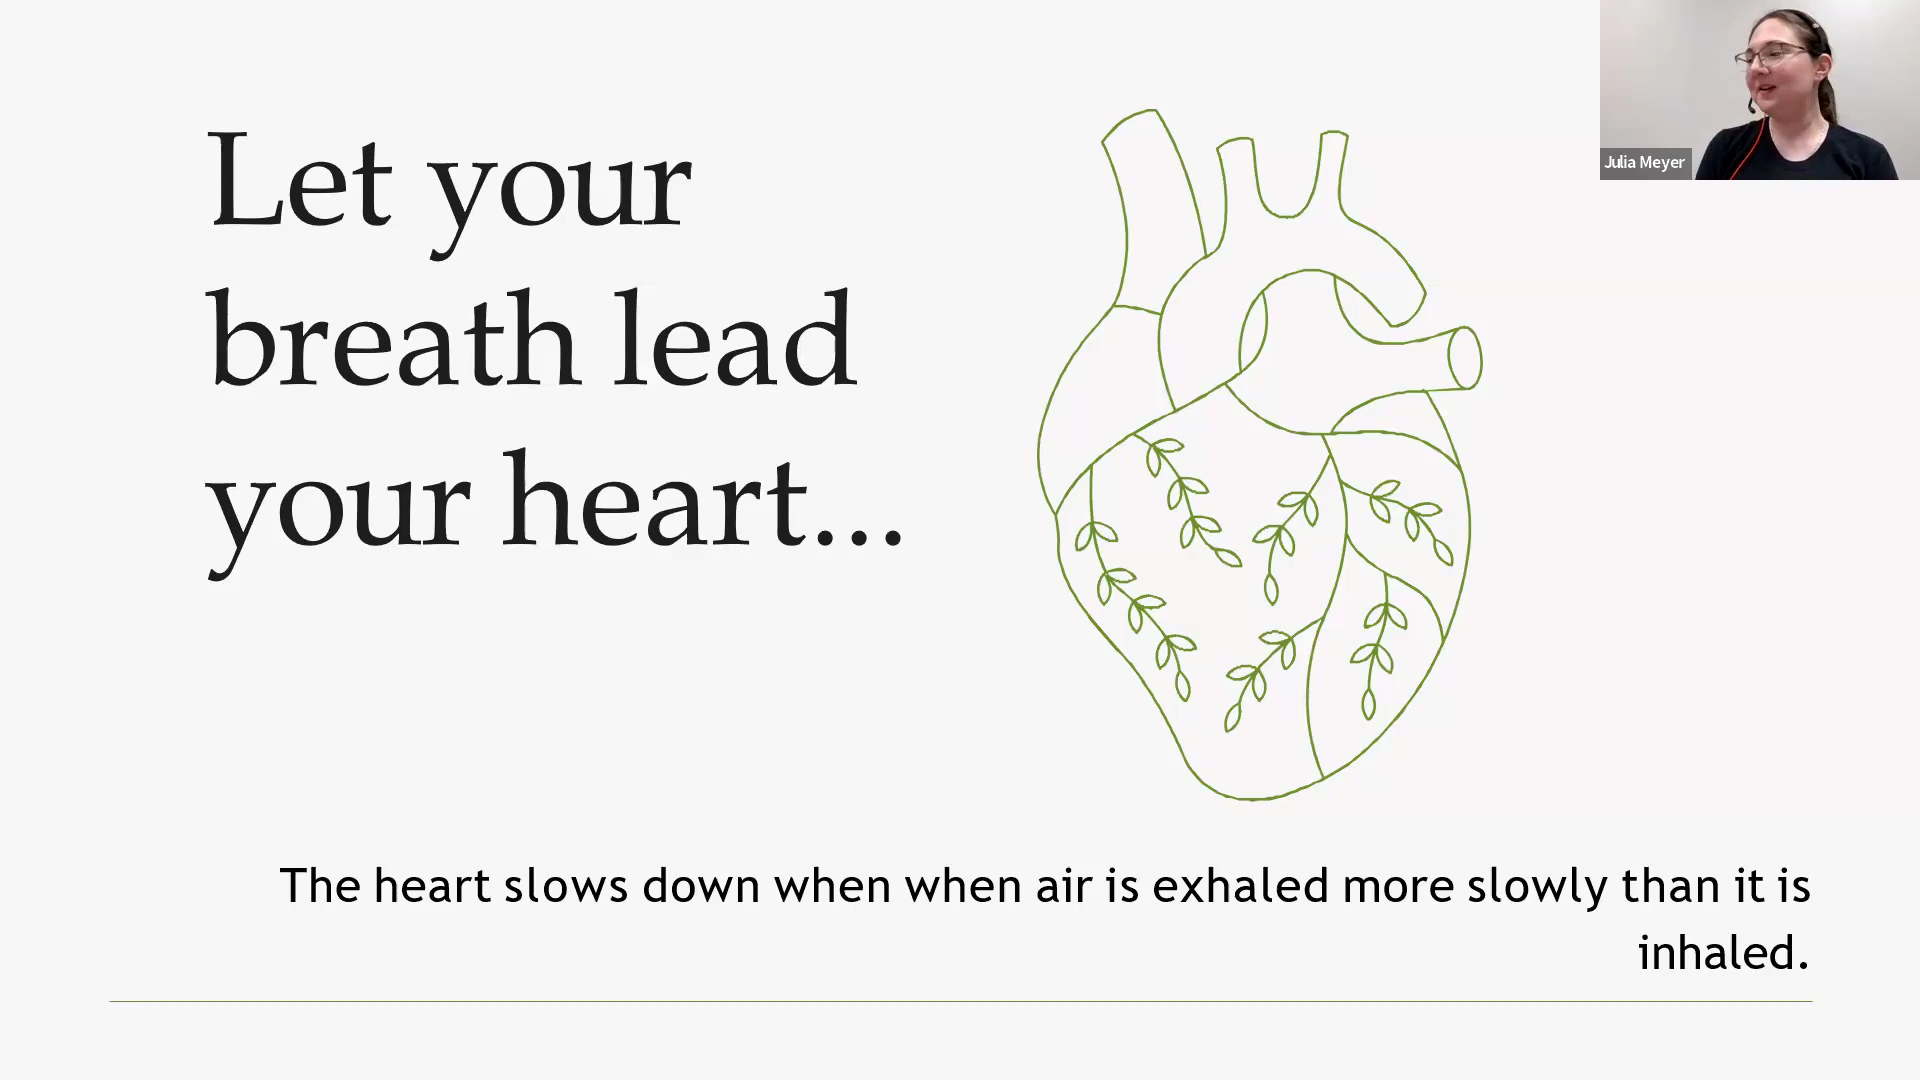 Let your
breath lead
your heart...
Julia Meyer
The heart slows down when when air is exhaled more slowly than it is
inhaled.